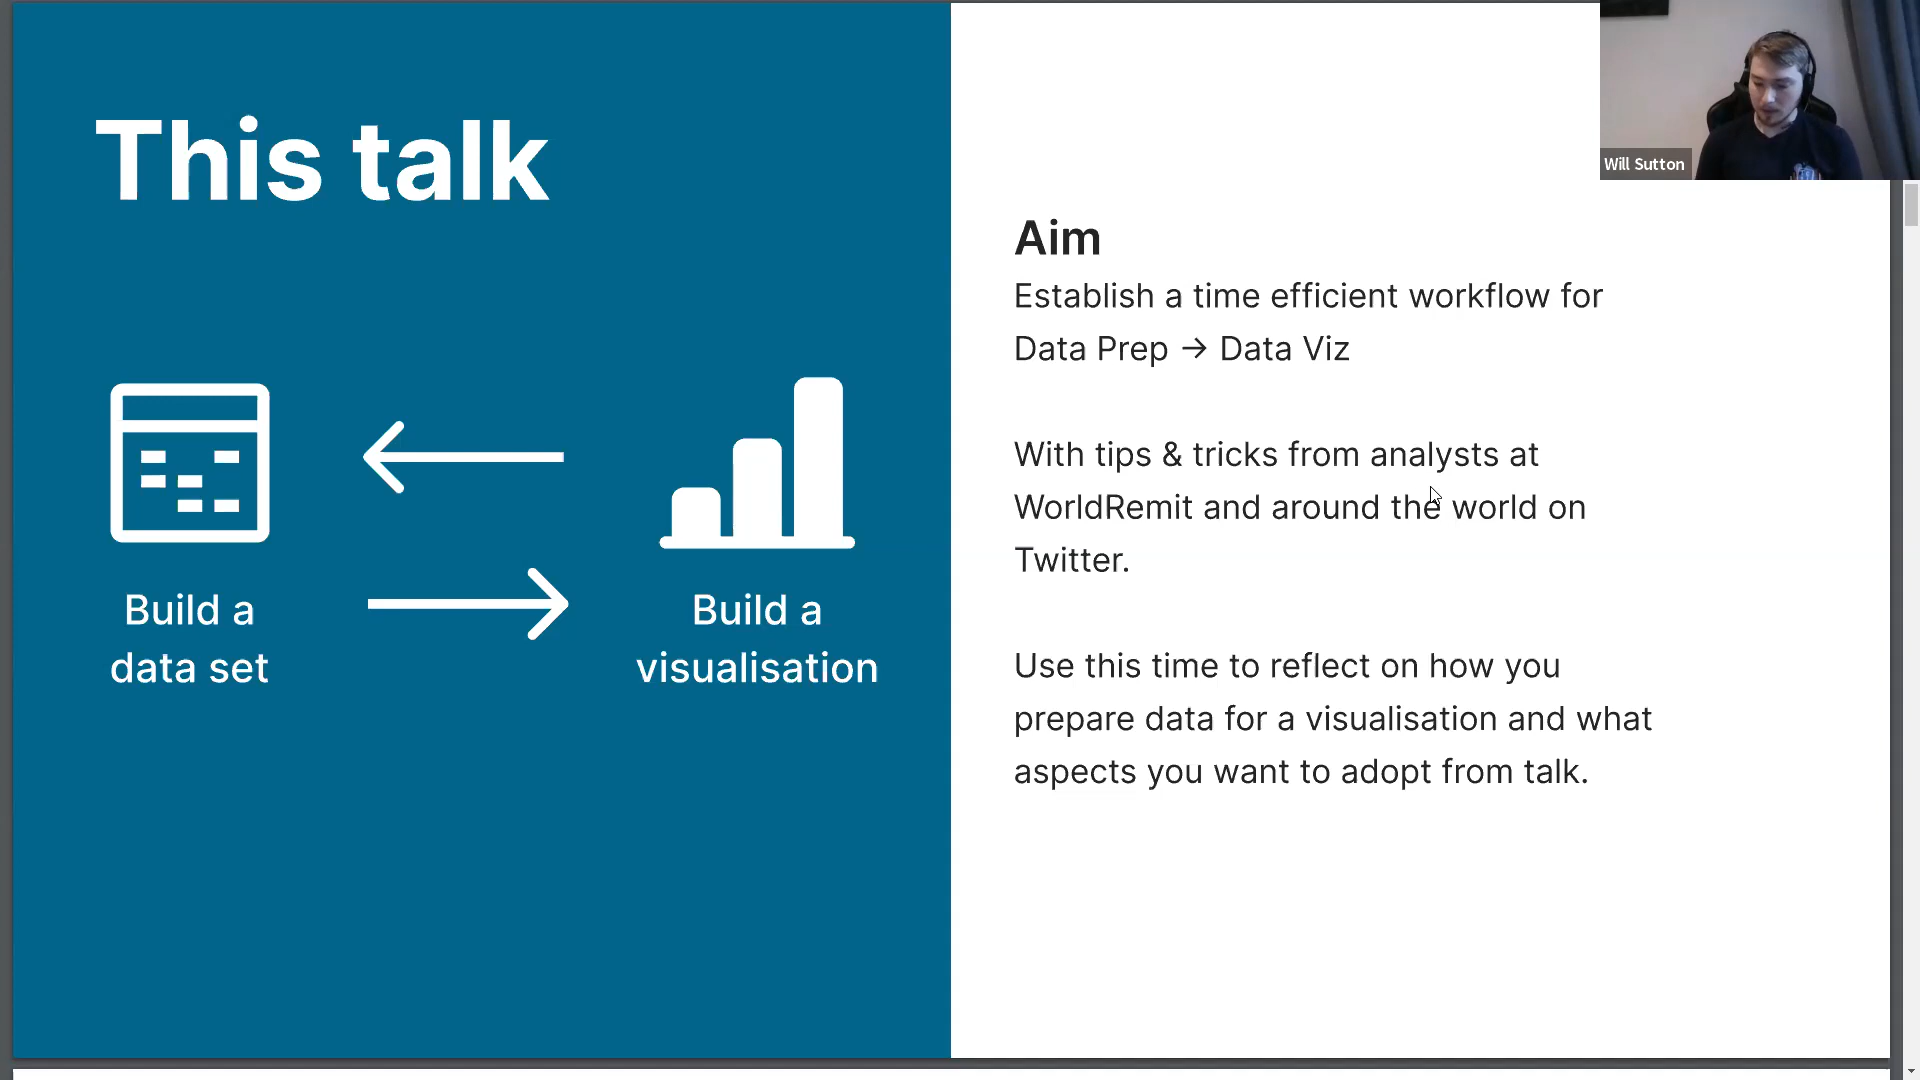 This talk
Build a
data set
Build a
visualisation
Will Sutton
Aim
Establish a time efficient workflow for
Data Prep → Data Viz
With tips & tricks from analysts at
WorldRemit and around the world on
Twitter.
Use this time to reflect on how you
prepare data for a visualisation and what
aspects you want to adopt from talk.